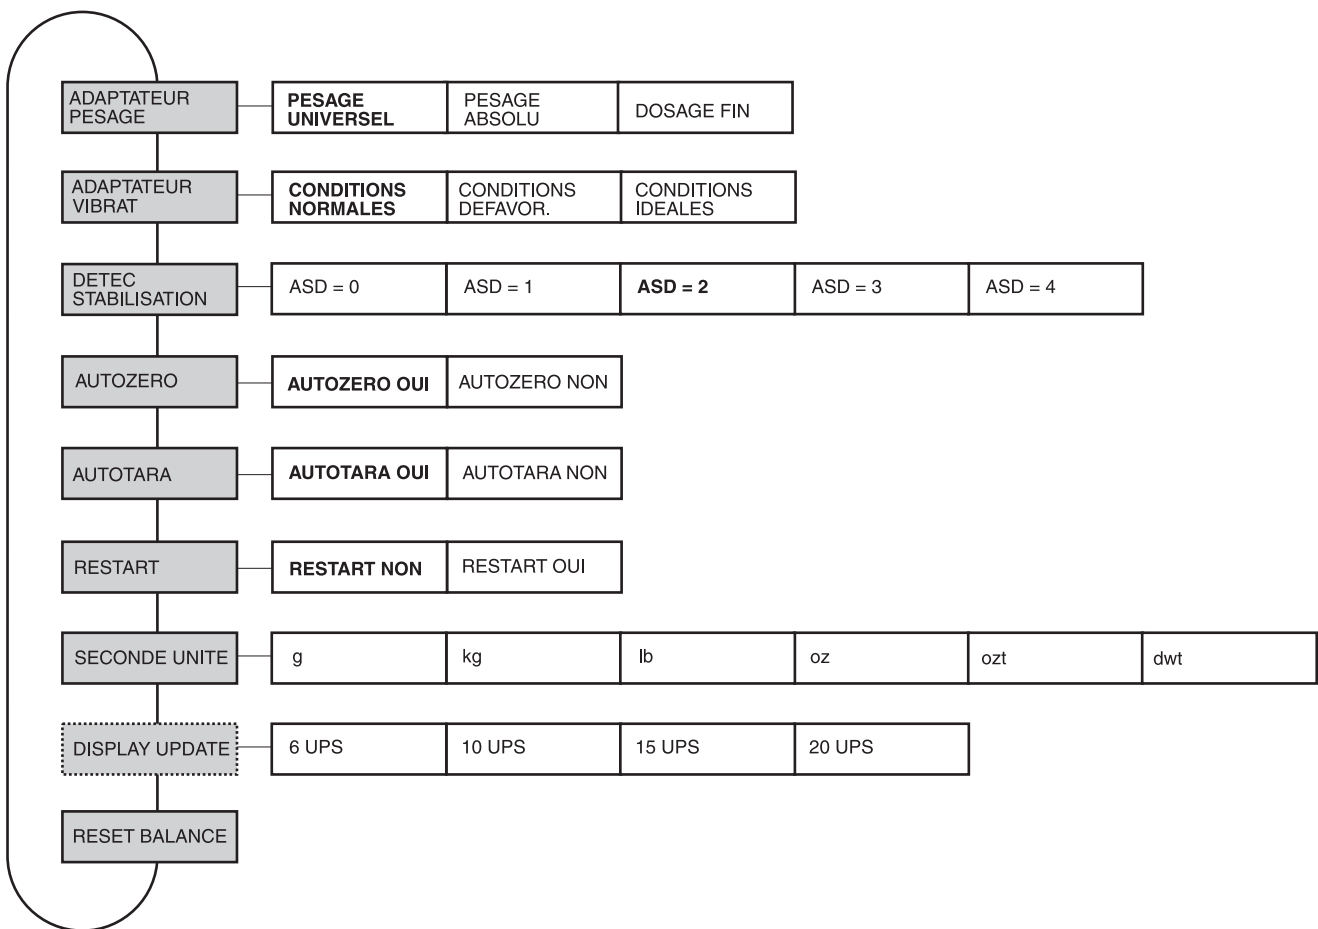 ADAPTATEUR
PESAGE
PESAGE
UNIVERSEL
PESAGE
ABSOLU
DOSAGE FIN
ADAPTATEUR
VIBRAT
CONDITIONS
NORMALES
CONDITIONS
DEFAVOR.
CONDITIONS
IDEALES
DETEC
STABILISATION
ASD = 0
ASD = 1
ASD = 2
ASD = 3
ASD = 4
AUTOZERO
AUTOZERO OUI
AUTOZERO NON
AUTOTARA
AUTOTARA OUI
AUTOTARA NON
RESTART
RESTART NON
RESTART OUI
SECONDE UNITE
g
kg
lb
oz
ozt
dwt
DISPLAY UPDATE
6 UPS
10 UPS
15 UPS
20 UPS
RESET BALANCE